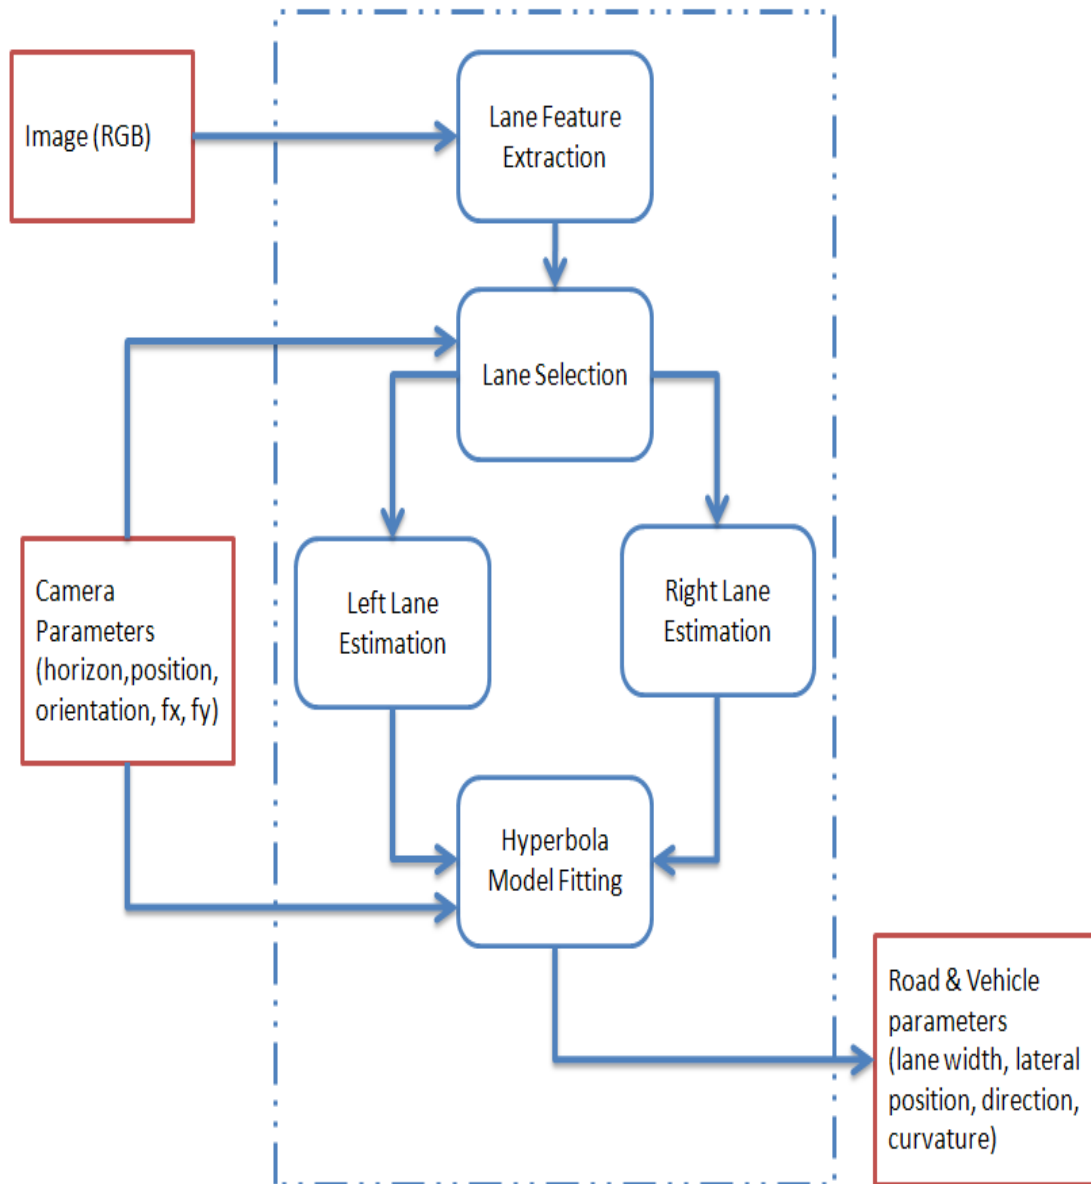 Image (RGB)
Lane Feature
Extraction
Lane Selection
Camera
Parameters
(horizon,position,
orientation, fx, fy)
Left Lane
Estimation
Right Lane
Estimation
Hyperbola
Model Fitting
Road & Vehicle
parameters
(lane width, lateral
position, direction,
curvature)